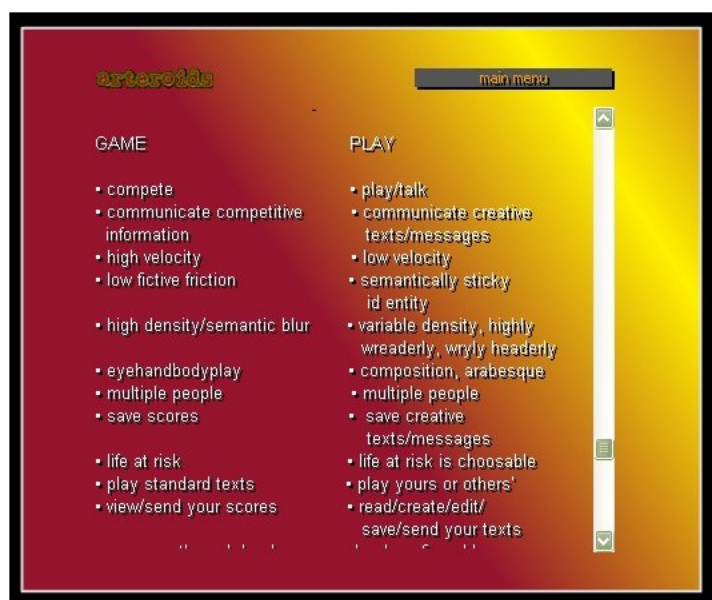 arteroids
main menu
GAME
• compete
• communicate competitive
information
• high velocity
• low fictive friction
• high density/semantic blur
• eyehandbodyplay
• multiple people
• save scores
• life at risk
• play standard texts
• view/send your scores
PLAY
• play/talk
• communicate creative
texts/messages
• low velocity
• semantically sticky
id entity
• variable density, highly
wreaderly, wryly headerly
• composition, arabesque
• multiple people
• save creative
texts/messages
• life at risk is choosable
• play yours or others'
• read/create/edit/
save/send your texts